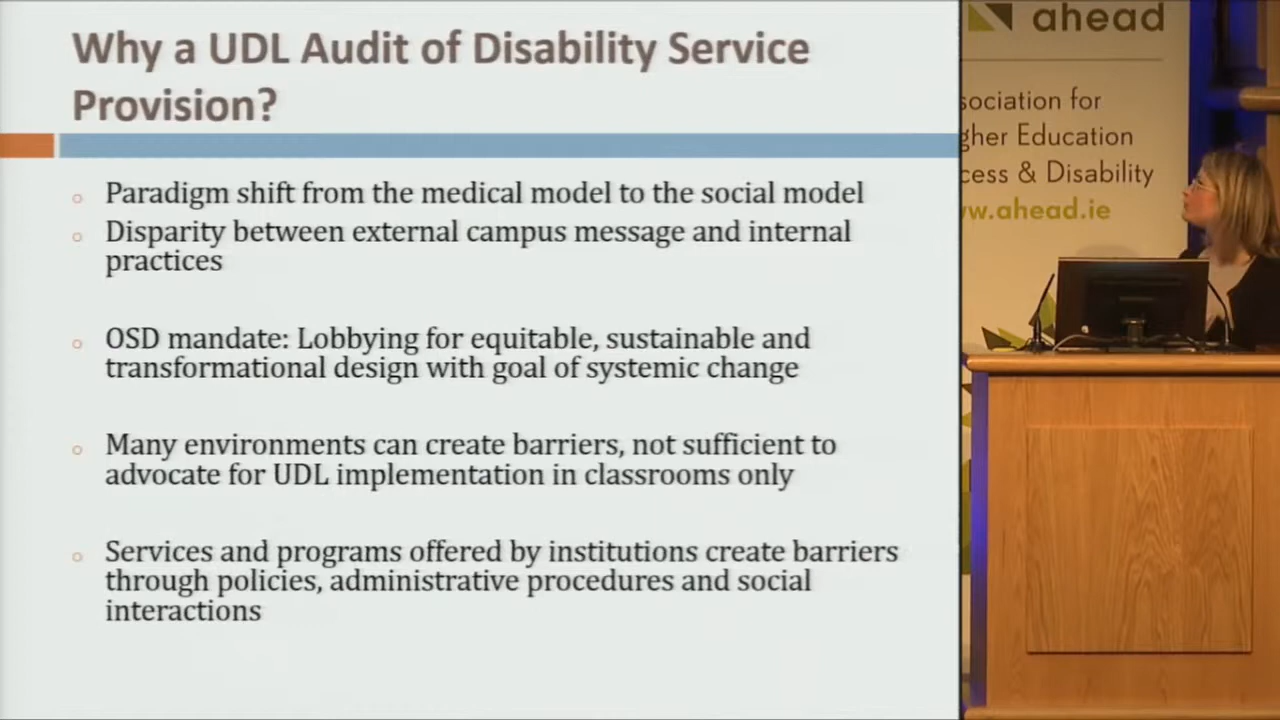 Why a UDL Audit of Disability Service
Provision?
Paradigm shift from the medical model to the social model
Disparity between external campus message and internal
practices
OSD mandate: Lobbying for equitable, sustainable and
transformational design with goal of systemic change
Many environments can create barriers, not sufficient to
advocate for UDL implementation in classrooms only
Services and programs offered by institutions create barriers
through policies, administrative procedures and social
interactions
ahead
sociation for
gher Education
cess & Disability
w.ahead.ie